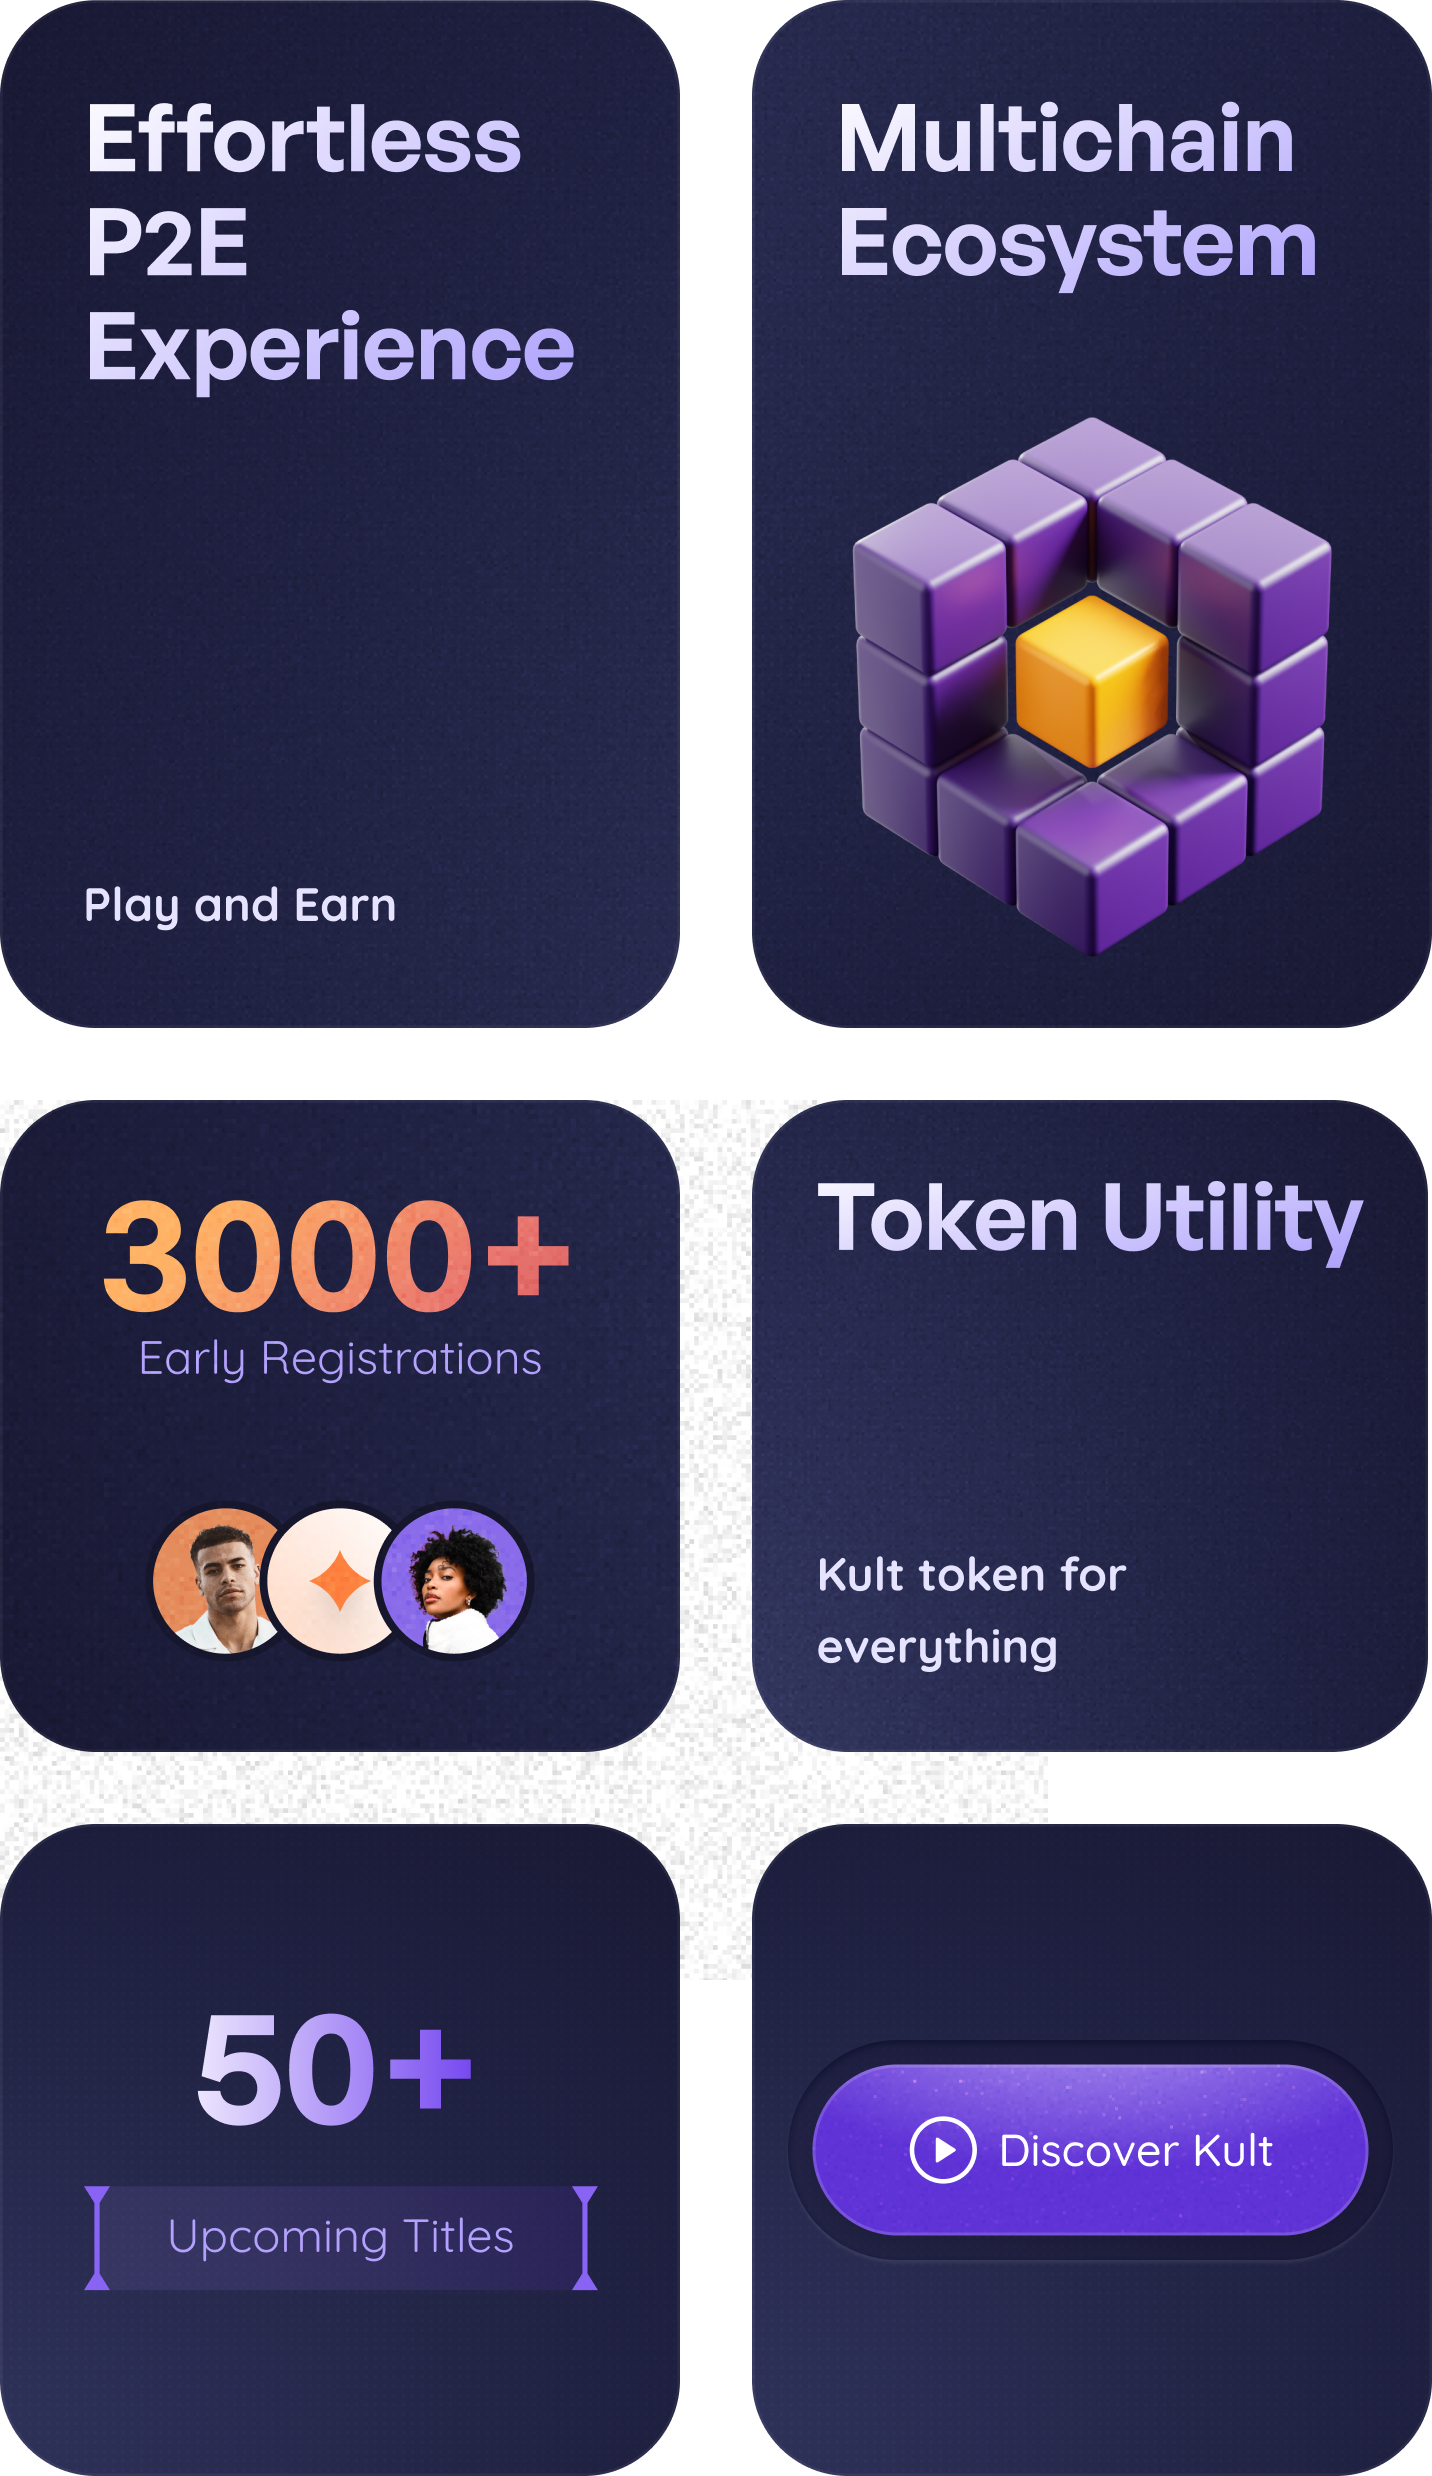 Effortless
P2E
Experience
Play and Earn
Multichain
Ecosystem
3000+
Early Registrations
Token Utility
Kult token for
everything
50+
Upcoming Titles
Discover Kult